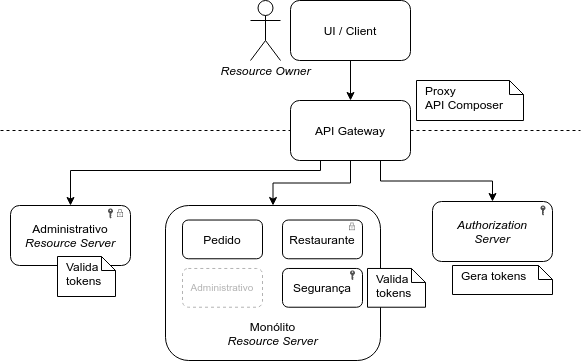 UI / Client
Resource Owner
Proxy
API Composer
API Gateway
Administrativo
Resource Server
Valida
tokens
Pedido
Restaurante
Administrativo
Segurança
Valida
tokens
Monólito
Resource Server
Authorization
Server
Gera tokens